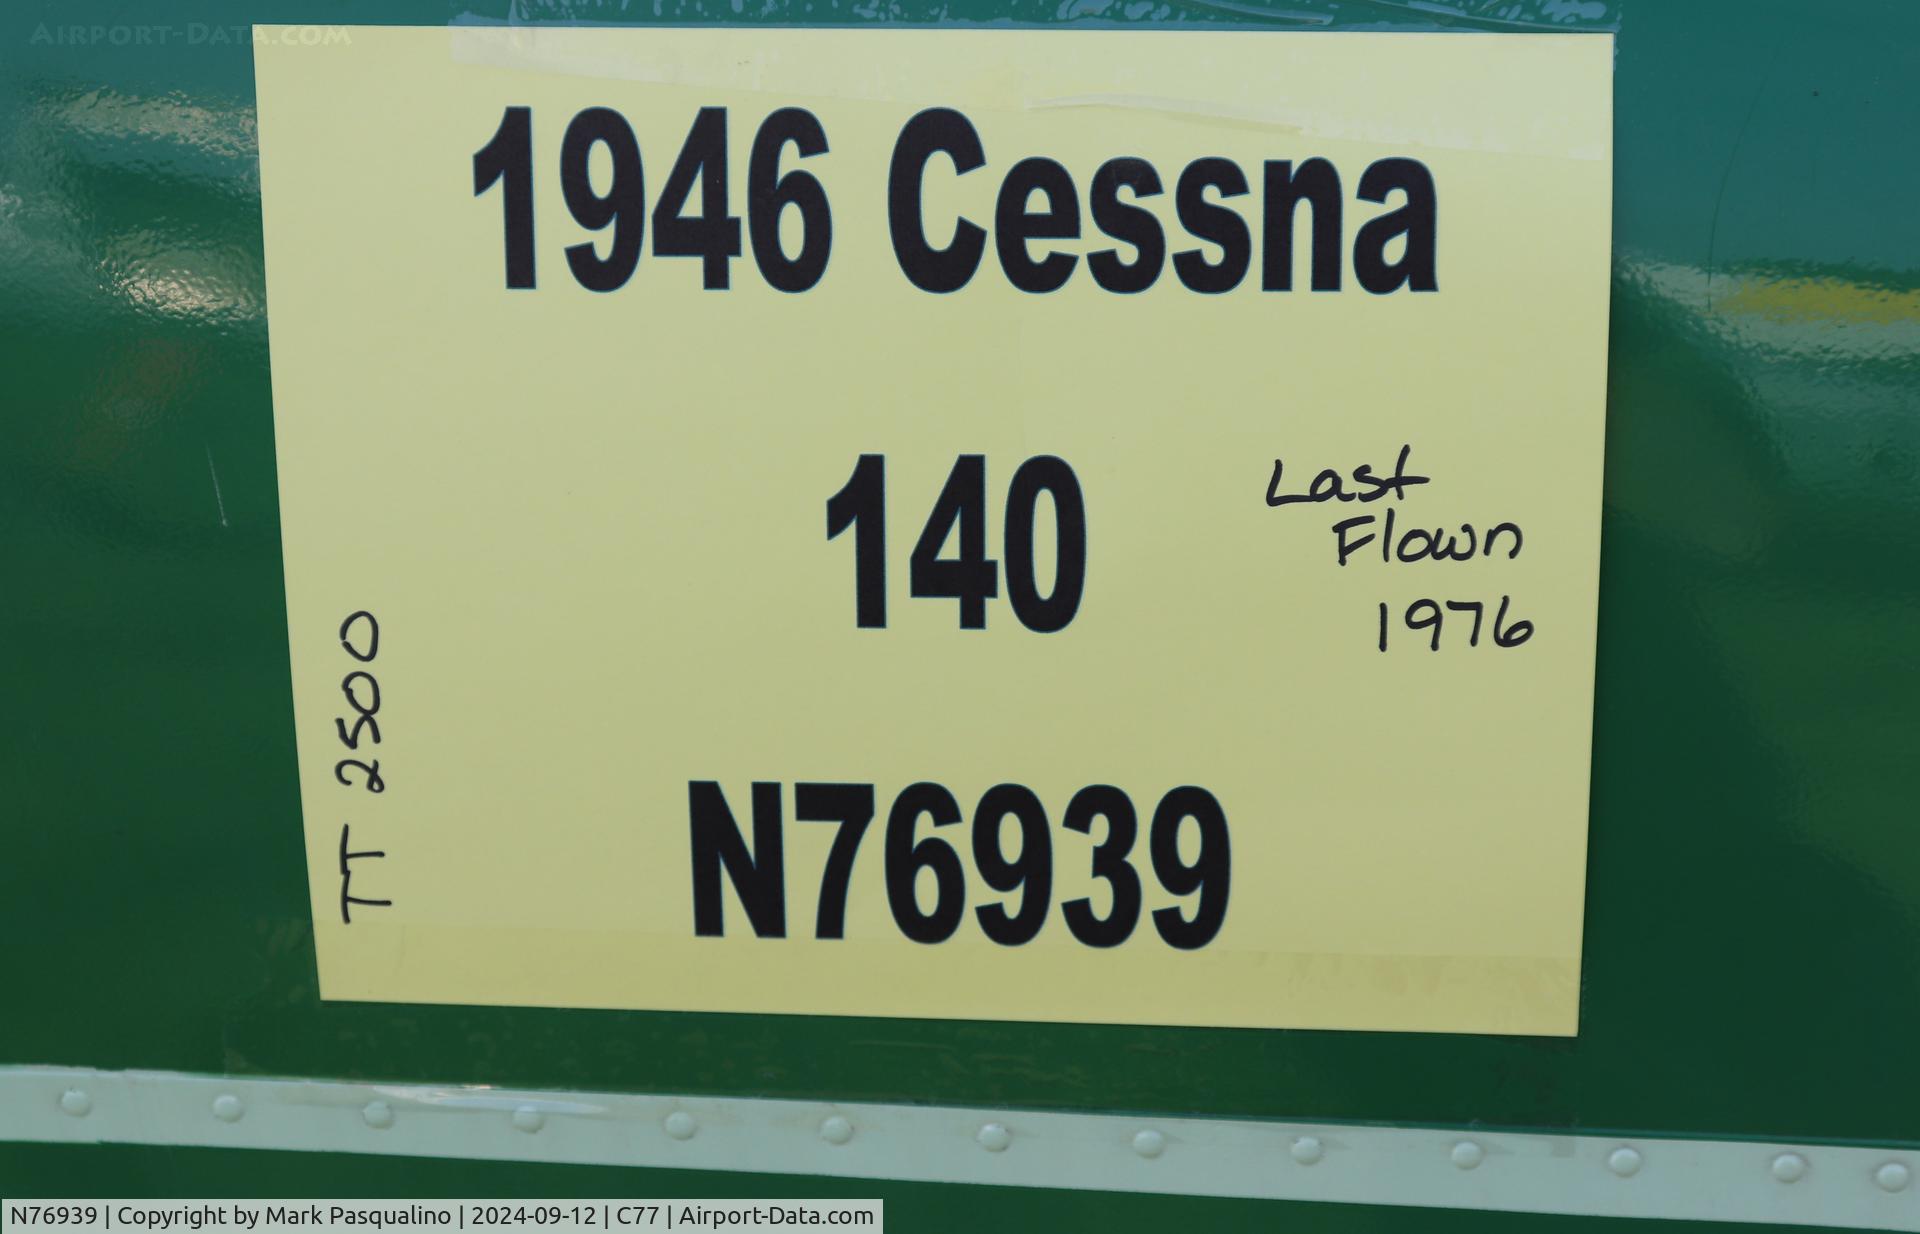 AIRPORT-DATA.COM
1946 Cessna
140
Last
Flown
1976
TT 2500
N76939
N76939 | Copyright by Mark Pasqualino | 2024-09-12 | C77 | Airport-Data.com